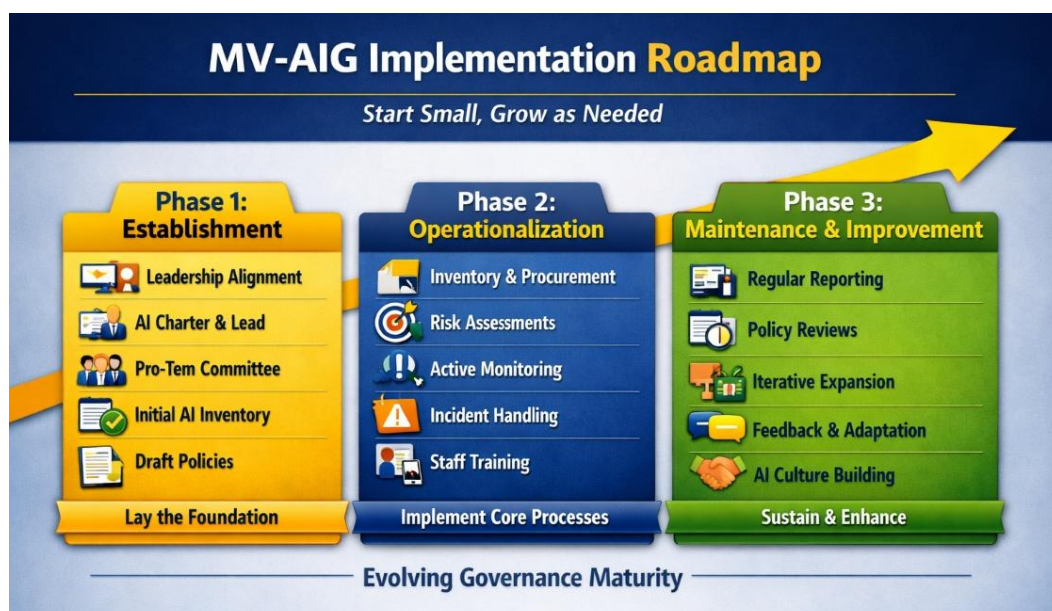 MV-AIG Implementation Roadmap
Start Small, Grow as Needed
Phase 1:
Establishment
Leadership Alignment
AI Charter & Lead
Pro-Tem Committee
Initial AI Inventory
Draft Policies
Lay the Foundation
Phase 2:
Operationalization
Inventory & Procurement
Risk Assessments
Active Monitoring
Incident Handling
Staff Training
Implement Core Processes
Phase 3:
Maintenance & Improvement
Regular Reporting
Policy Reviews
Iterative Expansion
Feedback & Adaptation
AI Culture Building
Sustain & Enhance
Evolving Governance Maturity